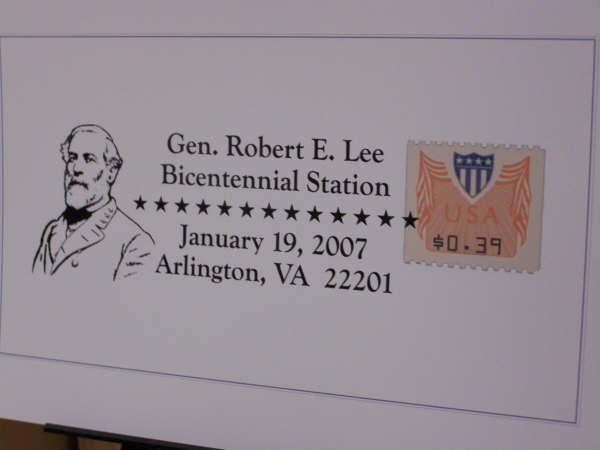 Gen. Robert E. Lee
Bicentennial Station
January 19, 2007
Arlington, VA 22201
USA
$0.39